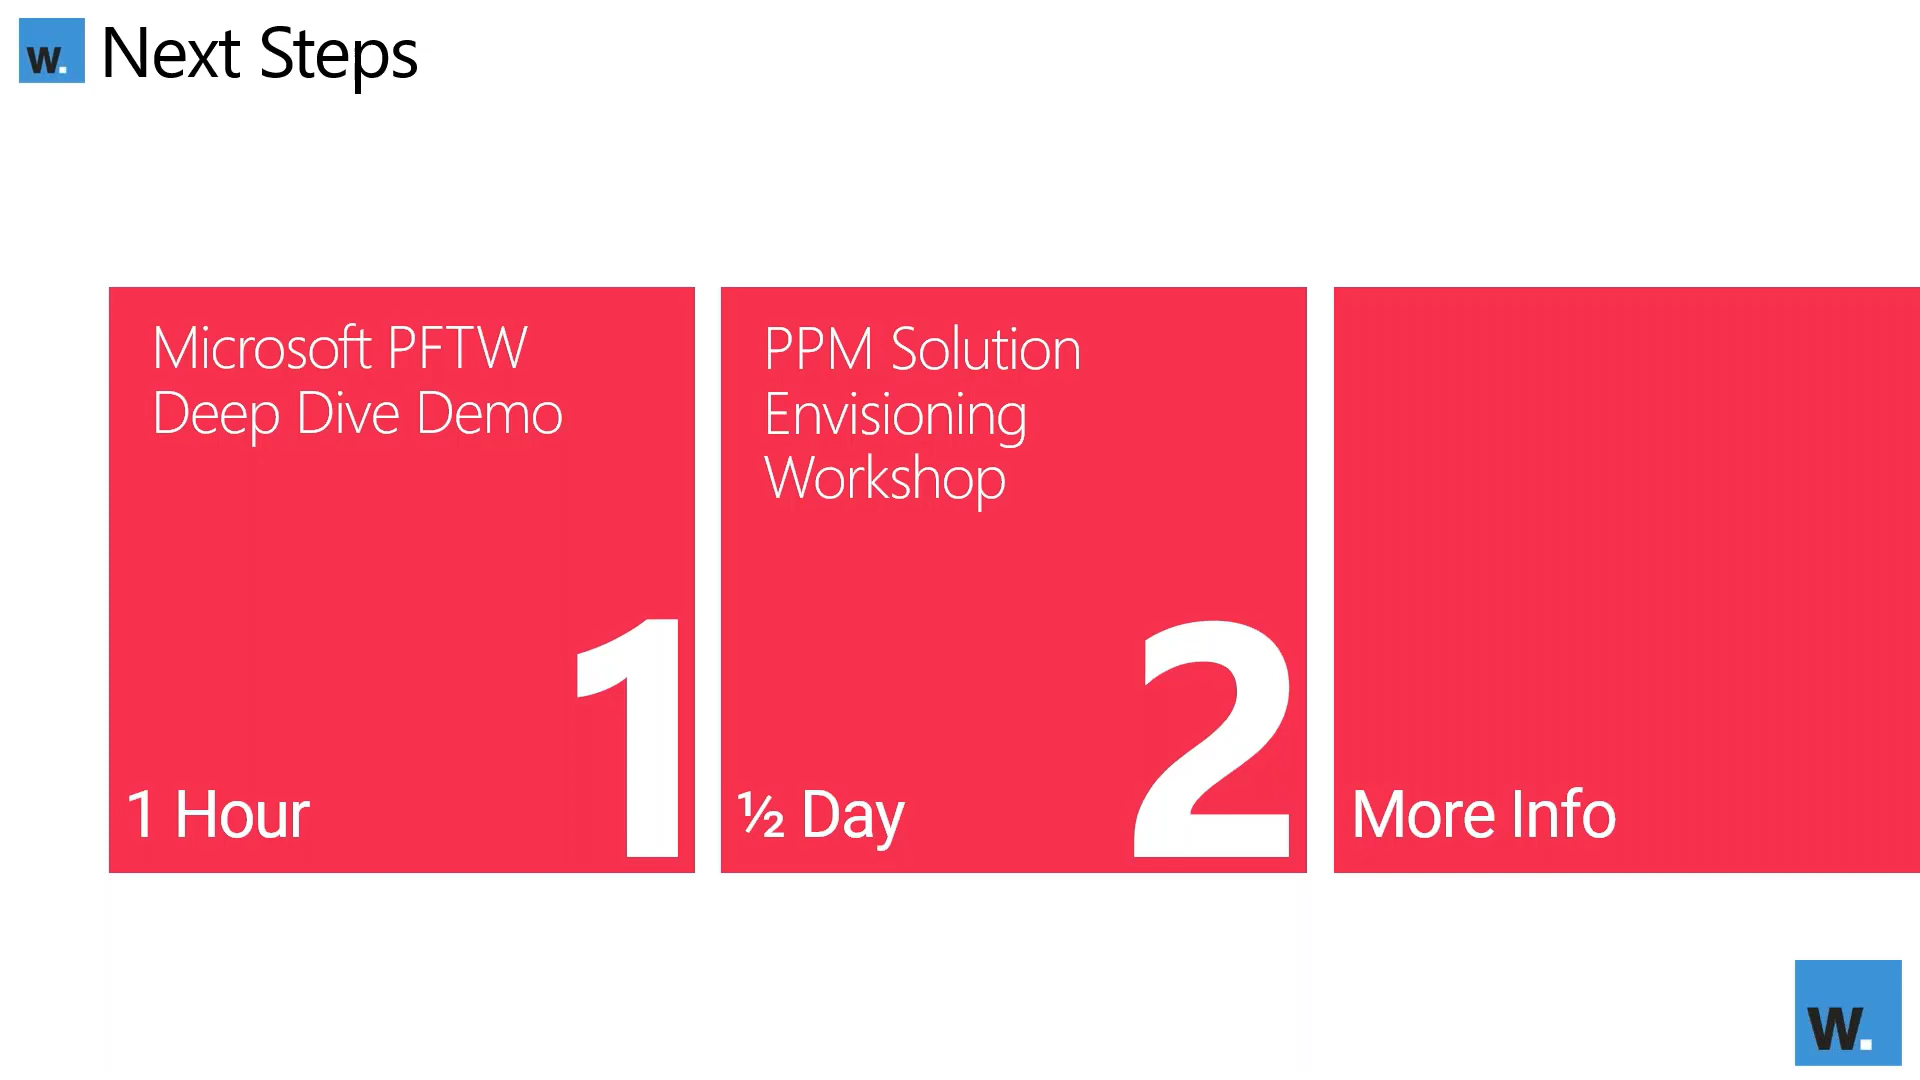 w.
Next Steps
Microsoft PFTW
Deep Dive Demo
1
1 Hour
PPM Solution
Envisioning
Workshop
2
½ Day
More Info
w.